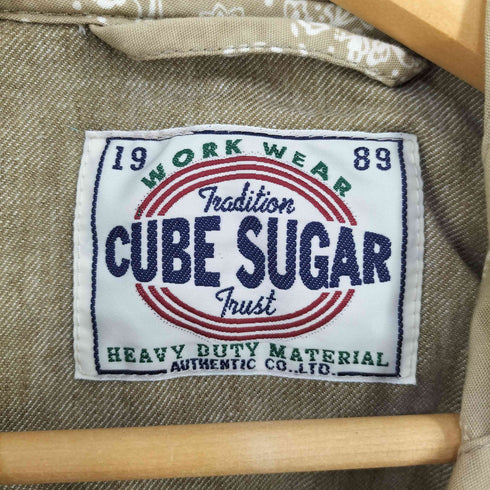 19 89
WORK WEAR
Tradition
CUBE SUGAR
Trust
HEAVY DUTY MATERIAL
AUTHENTIC CO.,LTD.